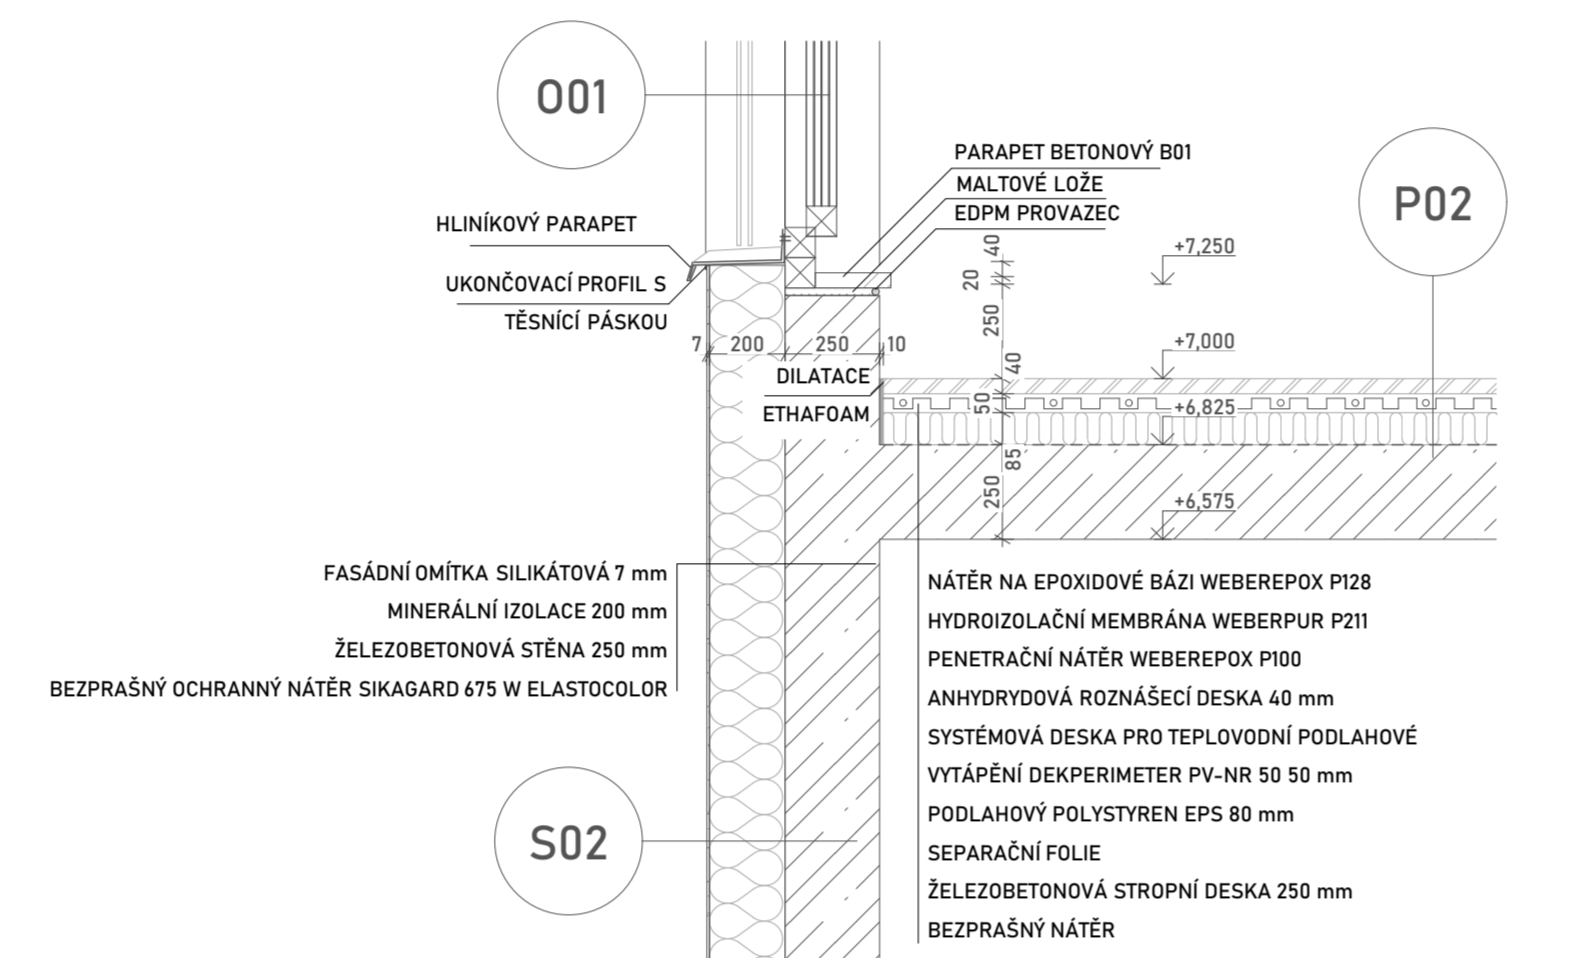 O01
PARAPET BETONOVÝ B01
MALTOVÉ LOŽE
EDPM PROVAZEC
P02
HLINÍKOVÝ PARAPET
UKONČOVACÍ PROFIL S
TĚSNÍCÍ PÁSKOU
40
20
250
+7,250
7 200 250 10
+7,000
40
DILATACE
ETHAFOAM
50
+6,825
85
250
+6,575
FASÁDNÍ OMÍTKA SILIKÁTOVÁ 7 mm
MINERÁLNÍ IZOLACE 200 mm
ŽELEZOBETONOVÁ STĚNA 250 mm
BEZPRAŠNÝ OCHRANNÝ NÁTĚR SIKAGARD 675 W ELASTOCOLOR
S02
NÁTĚR NA EPOXIDOVÉ BÁZI WEBEREPOX P128
HYDROIZOLAČNÍ MEMBRÁNA WEBERPUR P211
PENETRAČNÍ NÁTĚR WEBEREPOX P100
ANHYDRYDOVÁ ROZNÁŠECÍ DESKA 40 mm
SYSTÉMOVÁ DESKA PRO TEPLOVODNÍ PODLAHOVÉ
VYTÁPĚNÍ DEKPERIMETER PV-NR 50 50 mm
PODLAHOVÝ POLYSTYREN EPS 80 mm
SEPARAČNÍ FOLIE
ŽELEZOBETONOVÁ STROPNÍ DESKA 250 mm
BEZPRAŠNÝ NÁTĚR